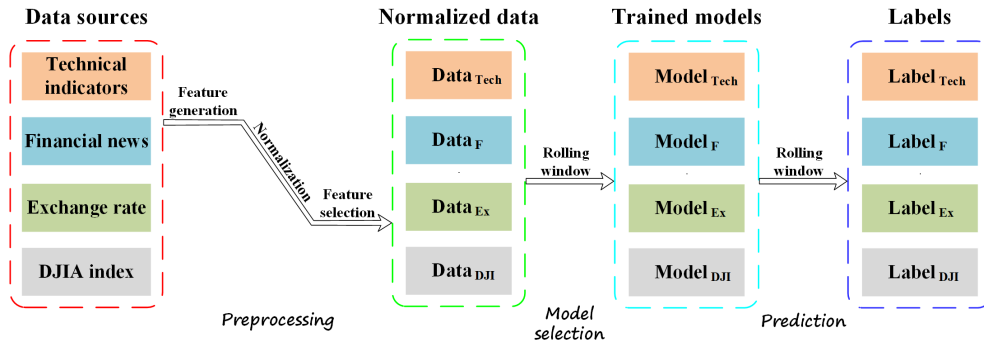 Data sources
Technical
indicators
Financial news
Exchange rate
DJIA index
Feature
generation
Normalization
Feature
selection
Preprocessing
Normalized data
Data Tech
Data F
Data Ex
Data DJI
Rolling
window
Model
selection
Trained models
Model Tech
Model F
Model Ex
Model DJI
Rolling
window
Prediction
Labels
Label Tech
Label F
Label Ex
Label DJI